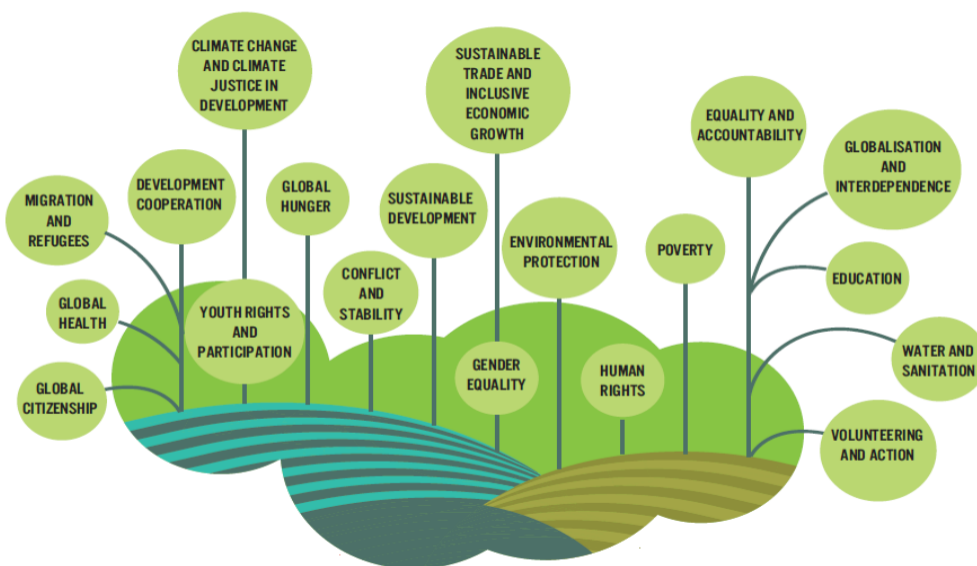 CLIMATE CHANGE
AND CLIMATE
JUSTICE IN
DEVELOPMENT
SUSTAINABLE
TRADE AND
INCLUSIVE
ECONOMIC
GROWTH
EQUALITY AND
ACCOUNTABILITY
GLOBALISATION
AND
INTERDEPENDENCE
MIGRATION
AND
REFUGEES
DEVELOPMENT
COOPERATION
GLOBAL
HUNGER
SUSTAINABLE
DEVELOPMENT
ENVIRONMENTAL
PROTECTION
POVERTY
EDUCATION
GLOBAL
HEALTH
YOUTH RIGHTS
AND
PARTICIPATION
CONFLICT
AND
STABILITY
GENDER
EQUALITY
HUMAN
RIGHTS
WATER AND
SANITATION
GLOBAL
CITIZENSHIP
VOLUNTEERING
AND ACTION